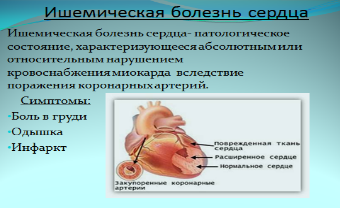 Ишемическая болезнь сердца
Ишемическая болезнь сердца- патологическое
состояние, характеризующееся абсолютным или
относительным нарушением
кровоснабжения миокарда вследствие
поражения коронарных артерий.
Симптомы:
•Боль в груди
•Одышка
•Инфаркт
Поврежденная ткань
сердца
Расширенное сердце
Нормальное сердце
Закупоренные коронарные
артерии